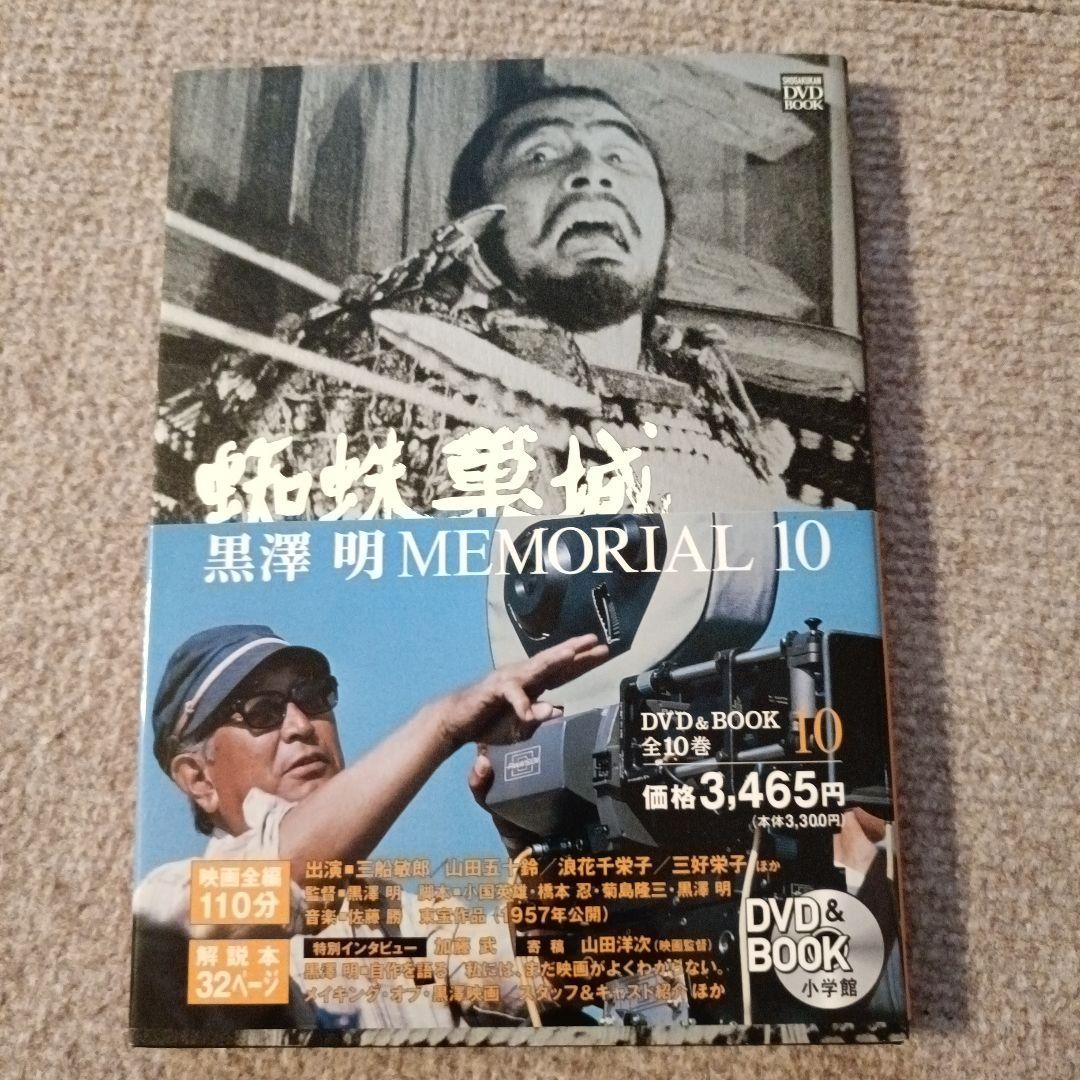 SHOGAKUKAN
DVD
BOOK
蜘蛛巣城
黒澤 明 MEMORIAL 10
DVD & BOOK 10
全10巻
価格3,465円
(本体3,300円)
映画全編
110分
出演■三船敏郎/山田五十鈴/浪花千栄子/三好栄子 ほか
監督■黒澤 明 脚本■小国英雄・橋本 忍・菊島隆三・黒澤 明
音楽■佐藤 勝 東宝作品(1957年公開)
解説本
32ページ
特別インタビュー 加藤 武 寄稿 山田洋次(映画監督)
黒澤 明■自作を語る/私には、まだ映画がよくわからない。
メイキング・オブ・黒澤映画/スタッフ&キャスト紹介 ほか
DVD &
BOOK
小学館